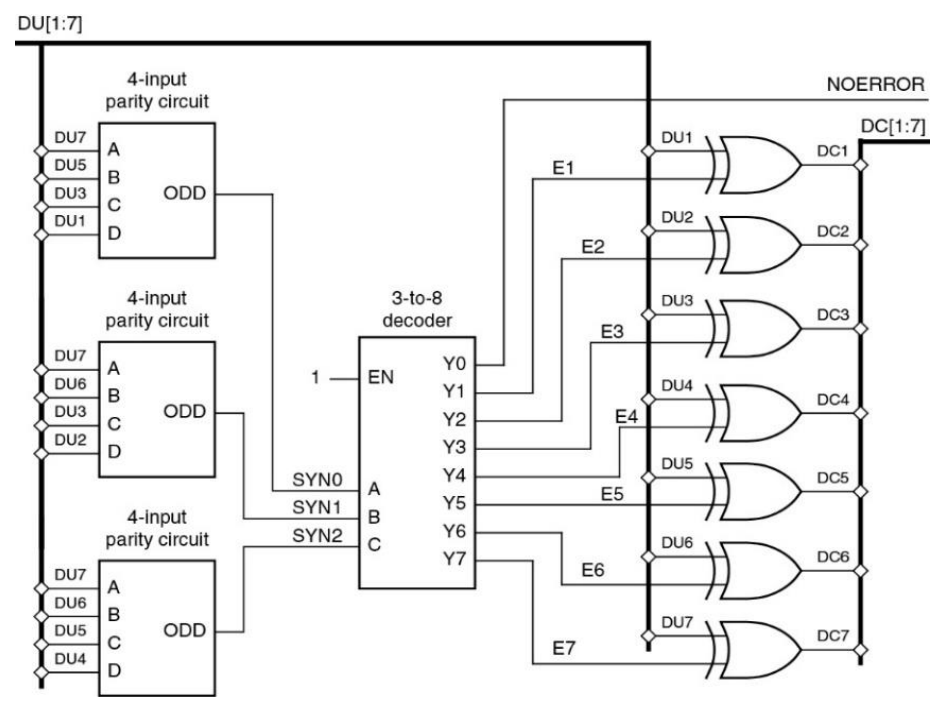 DU[1:7]
4-input
parity circuit
DU7
A
DU5
B
DU3
C
DU1
D
ODD
4-input
parity circuit
DU7
A
DU6
B
DU3
C
DU2
D
ODD
4-input
parity circuit
DU7
A
DU6
B
DU5
C
DU4
D
ODD
SYN0
SYN1
SYN2
3-to-8
decoder
1
EN
A
B
C
Y0
Y1
Y2
Y3
Y4
Y5
Y6
Y7
E1
E2
E3
E4
E5
E6
E7
NOERROR
DC[1:7]
DU1
DC1
DU2
DC2
DU3
DC3
DU4
DC4
DU5
DC5
DU6
DC6
DU7
DC7